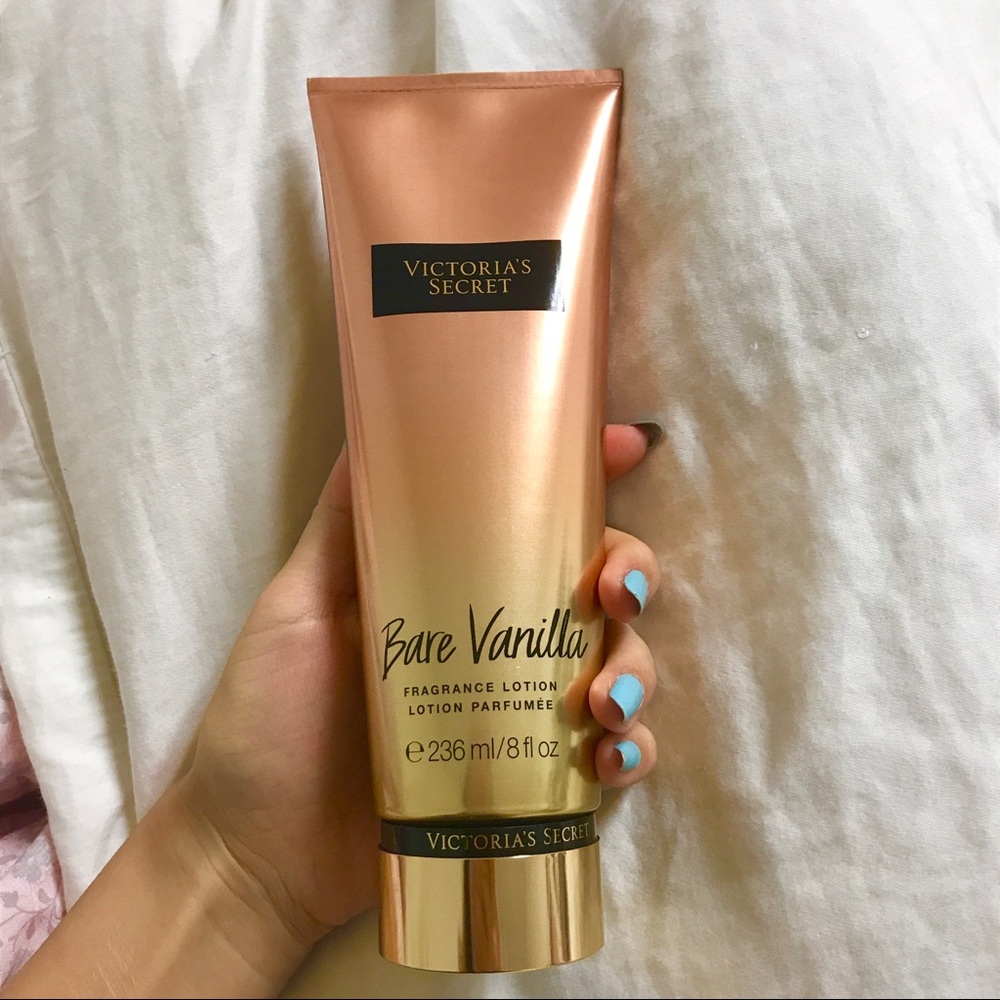 VICTORIA'S
SECRET
Bare Vanilla
FRAGRANCE LOTION
LOTION PARFUMÉE
℮ 236 ml/8 fl oz
VICTORIA'S SECRET